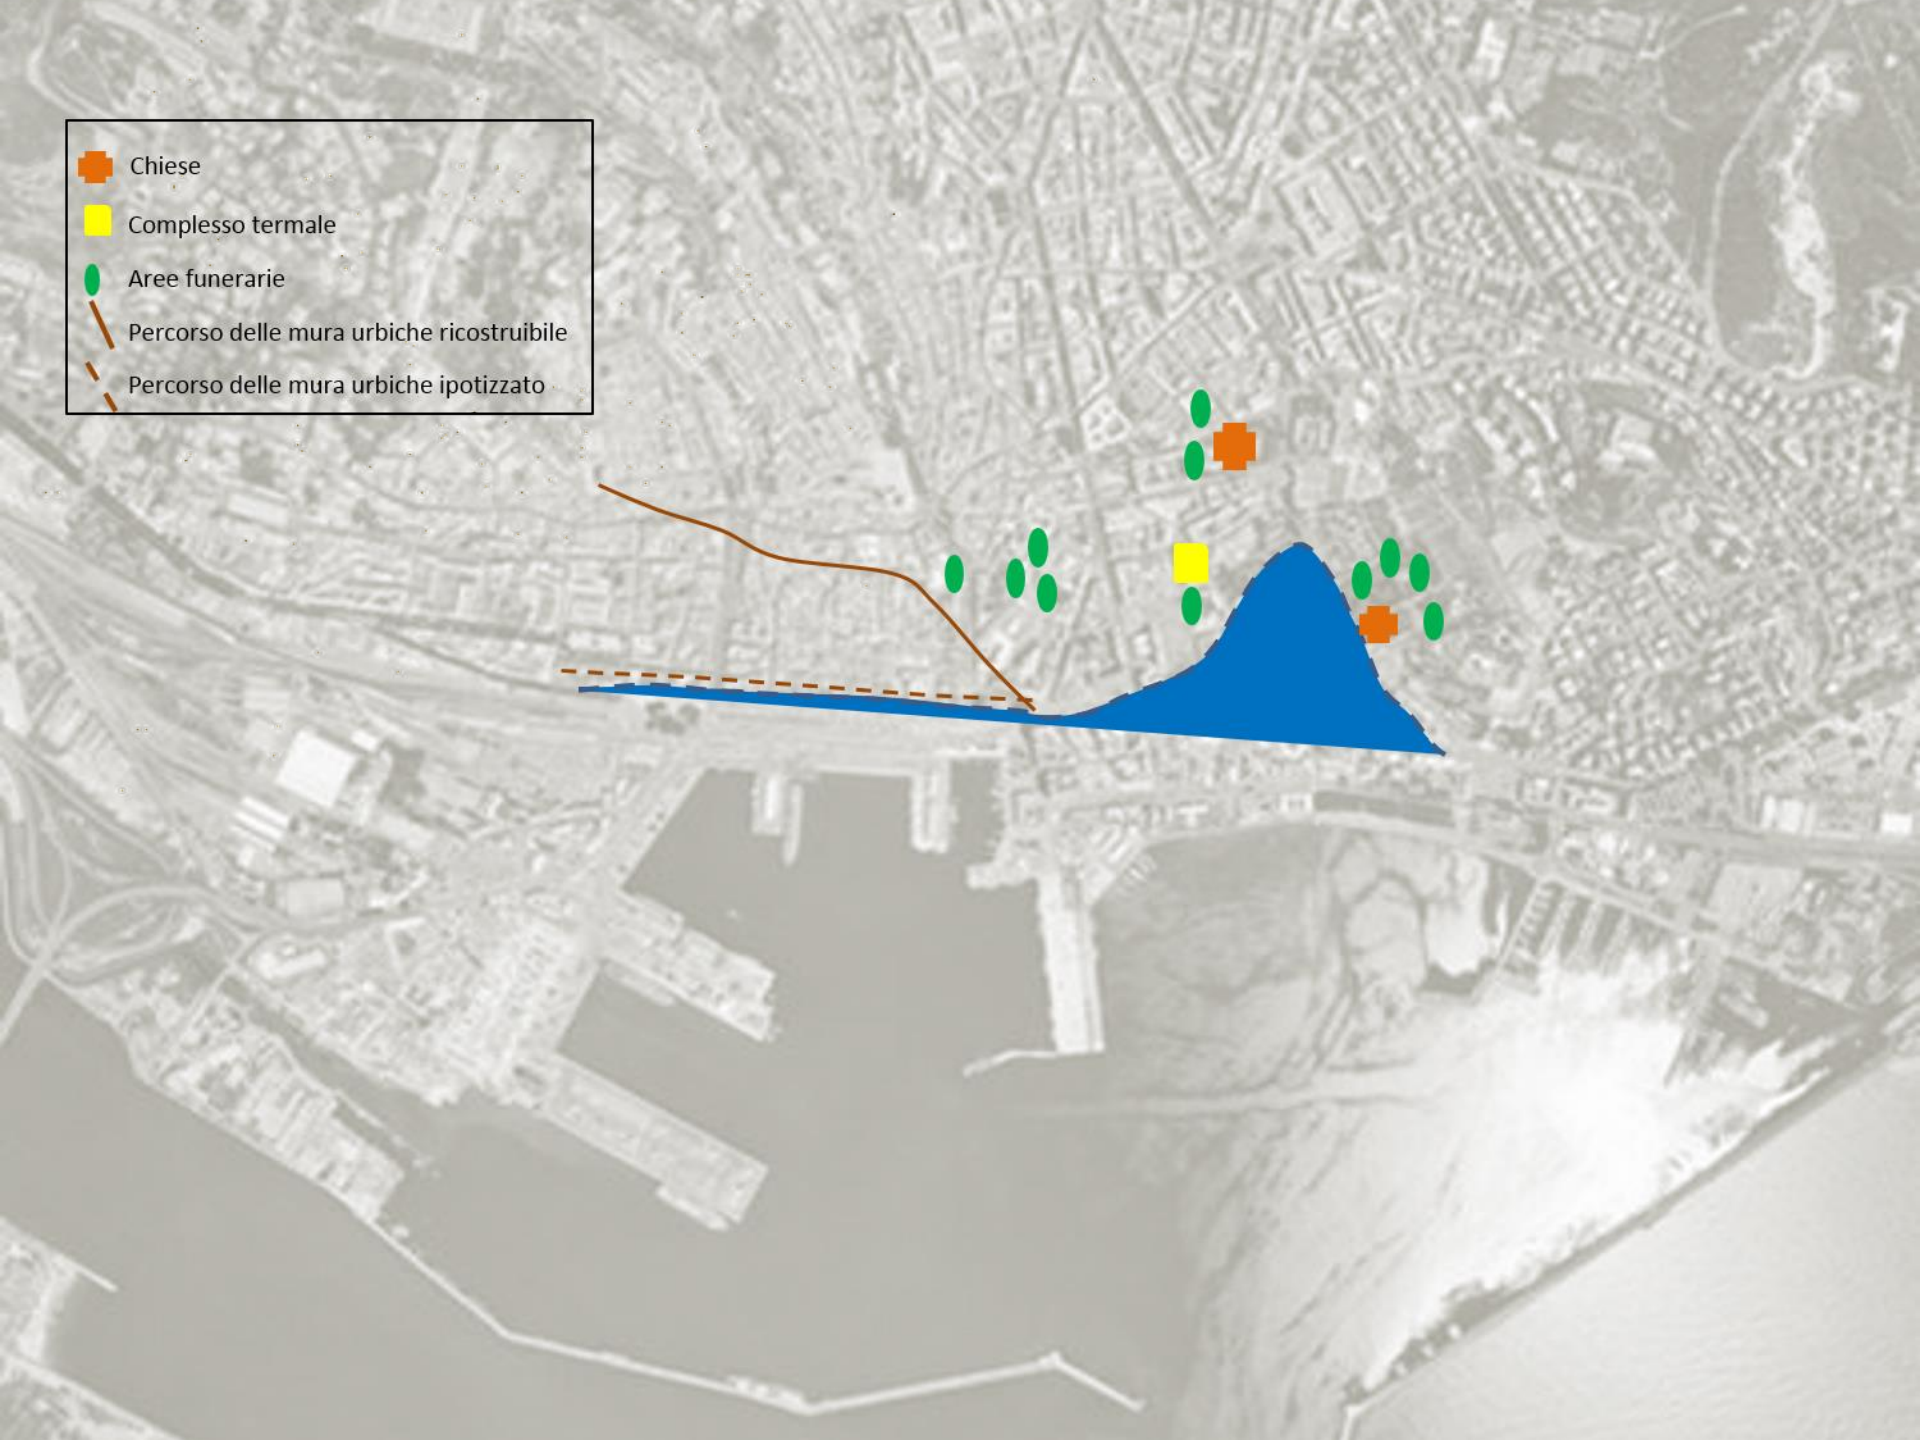 Chiese
Complesso termale
Aree funerarie
Percorso delle mura urbiche ricostruibile
Percorso delle mura urbiche ipotizzato